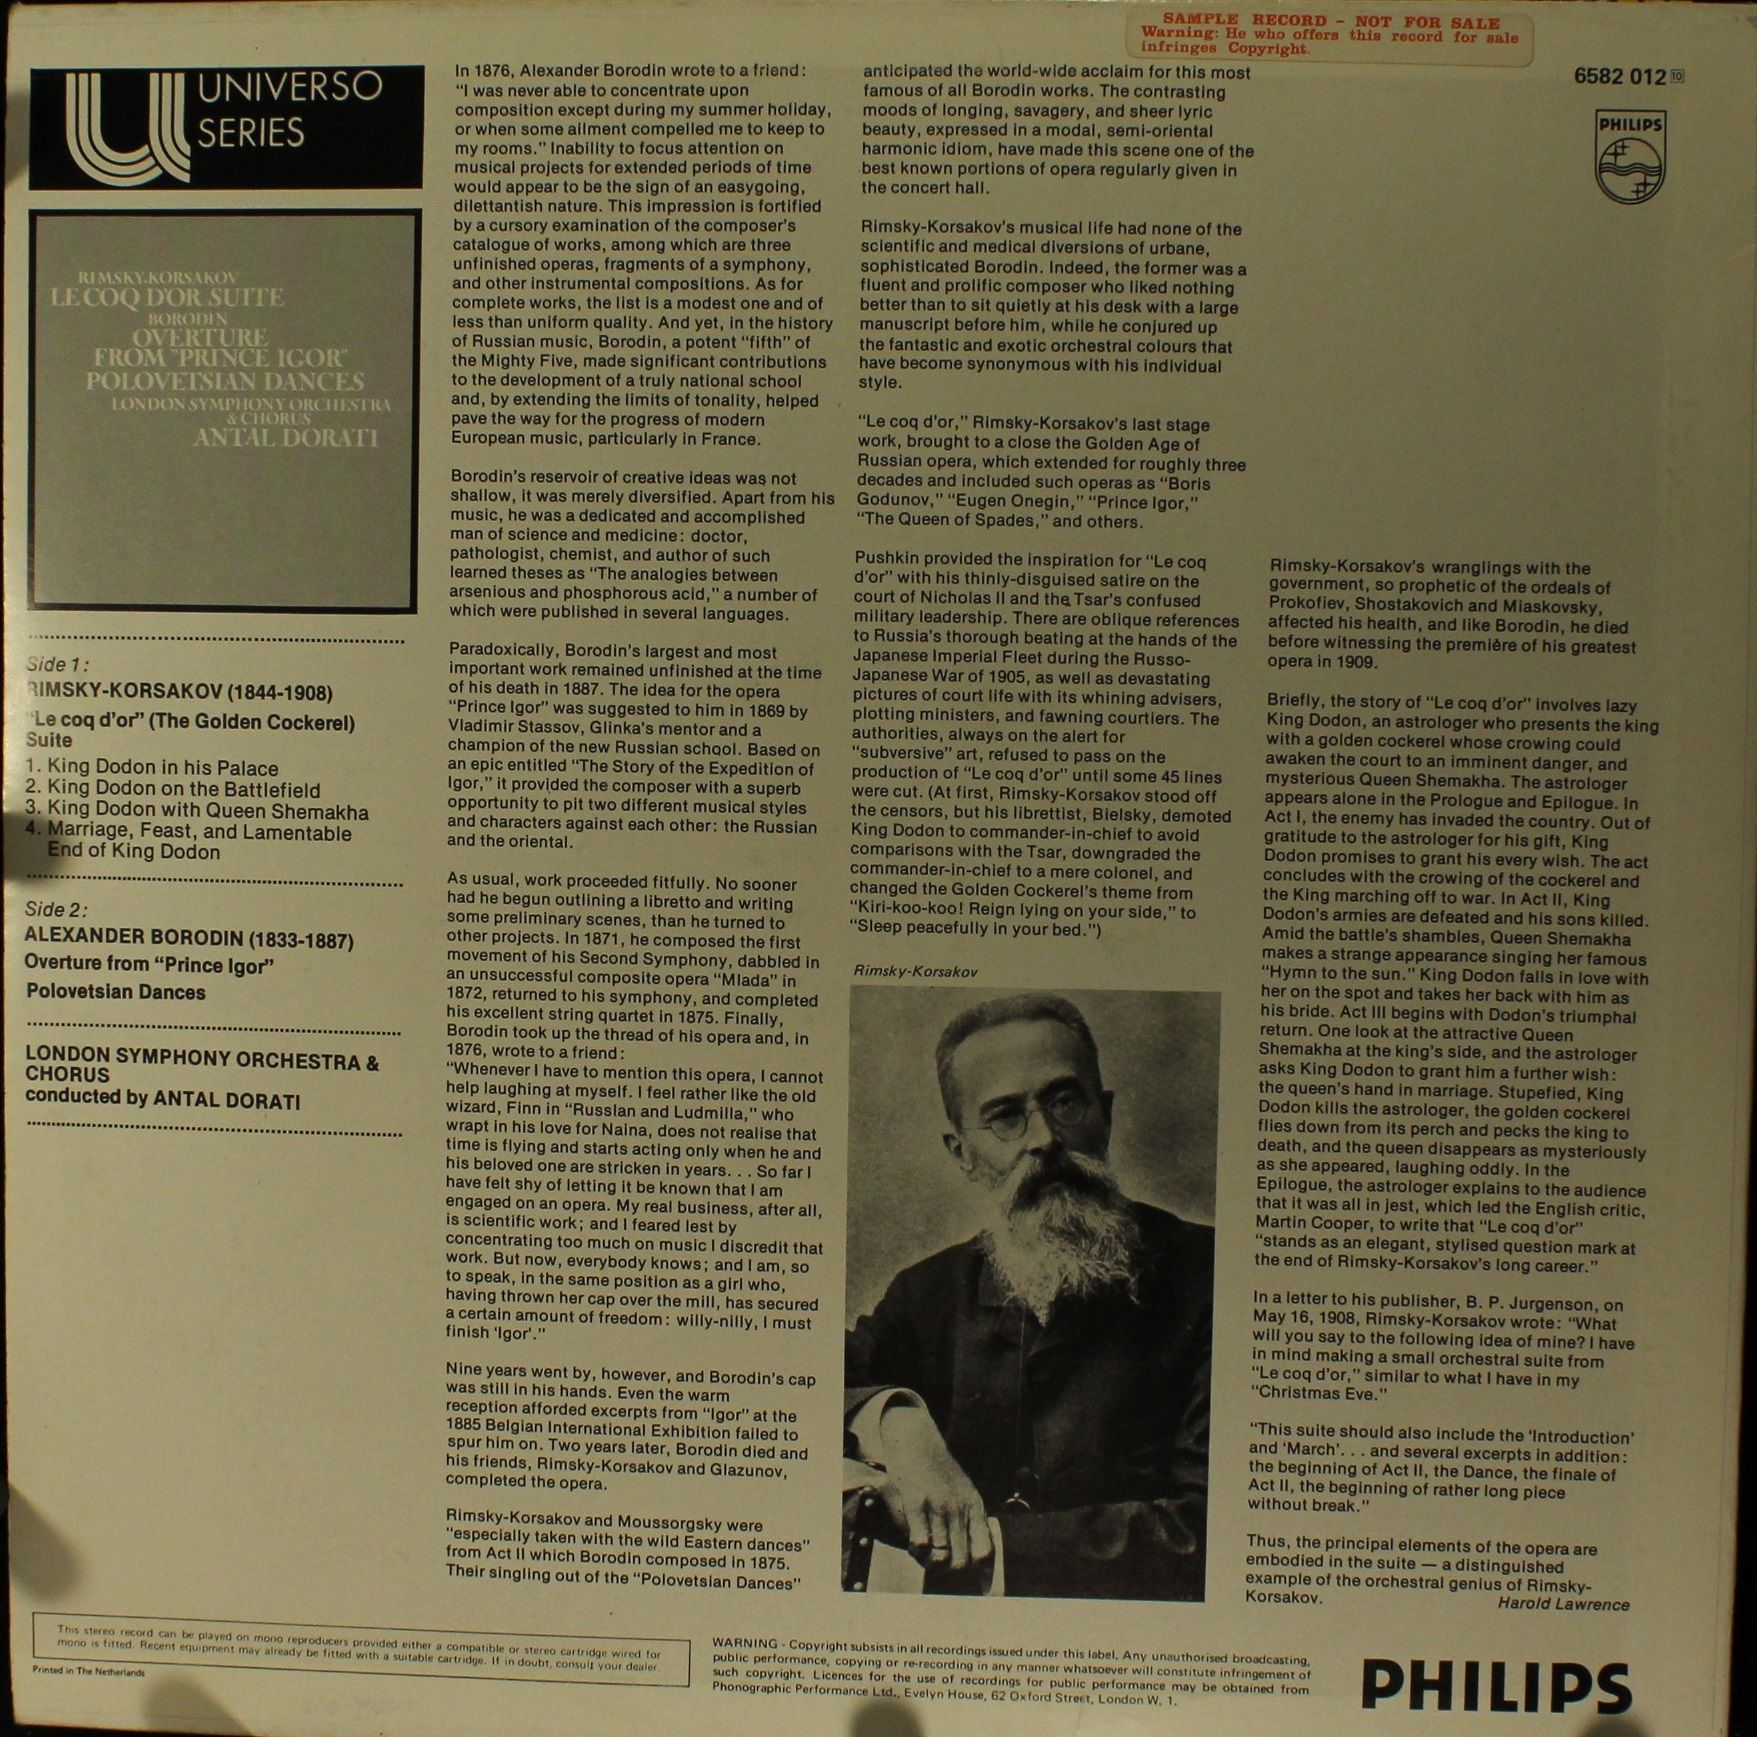 SAMPLE RECORD - NOT FOR SALE
Warning: He who offers this record for sale
infringes Copyright.
6582 012 10
PHILIPS
UNIVERSO
SERIES
RIMSKY-KORSAKOV
LE COQ D'OR SUITE
BORODIN
OVERTURE
FROM "PRINCE IGOR"
POLOVETSIAN DANCES
LONDON SYMPHONY ORCHESTRA
& CHORUS
ANTAL DORATI
Side 1:
RIMSKY-KORSAKOV (1844-1908)
"Le coq d'or" (The Golden Cockerel)
Suite
1. King Dodon in his Palace
2. King Dodon on the Battlefield
3. King Dodon with Queen Shemakha
4. Marriage, Feast, and Lamentable
End of King Dodon
Side 2:
ALEXANDER BORODIN (1833-1887)
Overture from "Prince Igor"
Polovetsian Dances
LONDON SYMPHONY ORCHESTRA &
CHORUS
conducted by ANTAL DORATI
In 1876, Alexander Borodin wrote to a friend:
"I was never able to concentrate upon
composition except during my summer holiday,
or when some ailment compelled me to keep to
my rooms." Inability to focus attention on
musical projects for extended periods of time
would appear to be the sign of an easygoing,
dilettantish nature. This impression is fortified
by a cursory examination of the composer's
catalogue of works, among which are three
unfinished operas, fragments of a symphony,
and other instrumental compositions. As for
complete works, the list is a modest one and of
less than uniform quality. And yet, in the history
of Russian music, Borodin, a potent "fifth" of
the Mighty Five, made significant contributions
to the development of a truly national school
and, by extending the limits of tonality, helped
pave the way for the progress of modern
European music, particularly in France.
Borodin's reservoir of creative ideas was not
shallow, it was merely diversified. Apart from his
music, he was a dedicated and accomplished
man of science and medicine: doctor,
pathologist, chemist, and author of such
learned theses as "The analogies between
arsenious and phosphorous acid," a number of
which were published in several languages.
Paradoxically, Borodin's largest and most
important work remained unfinished at the time
of his death in 1887. The idea for the opera
"Prince Igor" was suggested to him in 1869 by
Vladimir Stassov, Glinka's mentor and a
champion of the new Russian school. Based on
an epic entitled "The Story of the Expedition of
Igor," it provided the composer with a superb
opportunity to pit two different musical styles
and characters against each other: the Russian
and the oriental.
As usual, work proceeded fitfully. No sooner
had he begun outlining a libretto and writing
some preliminary scenes, than he turned to
other projects. In 1871, he composed the first
movement of his Second Symphony, dabbled in
an unsuccessful composite opera "Mlada" in
1872, returned to his symphony, and completed
his excellent string quartet in 1875. Finally,
Borodin took up the thread of his opera and, in
1876, wrote to a friend:
"Whenever I have to mention this opera, I cannot
help laughing at myself. I feel rather like the old
wizard, Finn in "Russlan and Ludmilla," who
wrapt in his love for Naina, does not realise that
time is flying and starts acting only when he and
his beloved one are stricken in years. . . So far I
have felt shy of letting it be known that I am
engaged on an opera. My real business, after all,
is scientific work; and I feared lest by
concentrating too much on music I discredit that
work. But now, everybody knows; and I am, so
to speak, in the same position as a girl who,
having thrown her cap over the mill, has secured
a certain amount of freedom: willy-nilly, I must
finish 'Igor'."
Nine years went by, however, and Borodin's cap
was still in his hands. Even the warm
reception afforded excerpts from "Igor" at the
1885 Belgian International Exhibition failed to
spur him on. Two years later, Borodin died and
his friends, Rimsky-Korsakov and Glazunov,
completed the opera.
Rimsky-Korsakov and Moussorgsky were
"especially taken with the wild Eastern dances"
from Act II which Borodin composed in 1875.
Their singling out of the "Polovetsian Dances"
anticipated the world-wide acclaim for this most
famous of all Borodin works. The contrasting
moods of longing, savagery, and sheer lyric
beauty, expressed in a modal, semi-oriental
harmonic idiom, have made this scene one of the
best known portions of opera regularly given in
the concert hall.
Rimsky-Korsakov's musical life had none of the
scientific and medical diversions of urbane,
sophisticated Borodin. Indeed, the former was a
fluent and prolific composer who liked nothing
better than to sit quietly at his desk with a large
manuscript before him, while he conjured up
the fantastic and exotic orchestral colours that
have become synonymous with his individual
style.
"Le coq d'or," Rimsky-Korsakov's last stage
work, brought to a close the Golden Age of
Russian opera, which extended for roughly three
decades and included such operas as "Boris
Godunov," "Eugen Onegin," "Prince Igor,"
"The Queen of Spades," and others.
Pushkin provided the inspiration for "Le coq
d'or" with his thinly-disguised satire on the
court of Nicholas II and the Tsar's confused
military leadership. There are oblique references
to Russia's thorough beating at the hands of the
Japanese Imperial Fleet during the Russo-
Japanese War of 1905, as well as devastating
pictures of court life with its whining advisers,
plotting ministers, and fawning courtiers. The
authorities, always on the alert for
"subversive" art, refused to pass on the
production of "Le coq d'or" until some 45 lines
were cut. (At first, Rimsky-Korsakov stood off
the censors, but his librettist, Bielsky, demoted
King Dodon to commander-in-chief to avoid
comparisons with the Tsar, downgraded the
commander-in-chief to a mere colonel, and
changed the Golden Cockerel's theme from
"Kiri-koo-koo! Reign lying on your side," to
"Sleep peacefully in your bed.")
Rimsky-Korsakov
Rimsky-Korsakov's wranglings with the
government, so prophetic of the ordeals of
Prokofiev, Shostakovich and Miaskovsky,
affected his health, and like Borodin, he died
before witnessing the première of his greatest
opera in 1909.
Briefly, the story of "Le coq d'or" involves lazy
King Dodon, an astrologer who presents the king
with a golden cockerel whose crowing could
awaken the court to an imminent danger, and
mysterious Queen Shemakha. The astrologer
appears alone in the Prologue and Epilogue. In
Act I, the enemy has invaded the country. Out of
gratitude to the astrologer for his gift, King
Dodon promises to grant his every wish. The act
concludes with the crowing of the cockerel and
the King marching off to war. In Act II, King
Dodon's armies are defeated and his sons killed.
Amid the battle's shambles, Queen Shemakha
makes a strange appearance singing her famous
"Hymn to the sun." King Dodon falls in love with
her on the spot and takes her back with him as
his bride. Act III begins with Dodon's triumphal
return. One look at the attractive Queen
Shemakha at the king's side, and the astrologer
asks King Dodon to grant him a further wish:
the queen's hand in marriage. Stupefied, King
Dodon kills the astrologer, the golden cockerel
flies down from its perch and pecks the king to
death, and the queen disappears as mysteriously
as she appeared, laughing oddly. In the
Epilogue, the astrologer explains to the audience
that it was all in jest, which led the English critic,
Martin Cooper, to write that "Le coq d'or"
"stands as an elegant, stylised question mark at
the end of Rimsky-Korsakov's long career."
In a letter to his publisher, B. P. Jurgenson, on
May 16, 1908, Rimsky-Korsakov wrote: "What
will you say to the following idea of mine? I have
in mind making a small orchestral suite from
"Le coq d'or," similar to what I have in my
"Christmas Eve."
"This suite should also include the 'Introduction'
and 'March'. . . and several excerpts in addition:
the beginning of Act II, the Dance, the finale of
Act II, the beginning of rather long piece
without break."
Thus, the principal elements of the opera are
embodied in the suite — a distinguished
example of the orchestral genius of Rimsky-
Korsakov.
Harold Lawrence
This stereo record can be played on mono reproducers provided either a compatible or stereo cartridge wired for
mono is fitted. Recent equipment may already be fitted with a suitable cartridge. If in doubt, consult your dealer.
Printed in The Netherlands
WARNING - Copyright subsists in all recordings issued under this label. Any unauthorised broadcasting,
public performance, copying or re-recording in any manner whatsoever will constitute infringement of
such copyright. Licences for the use of recordings for public performance may be obtained from
Phonographic Performance Ltd., Evelyn House, 62 Oxford Street, London W. 1.
PHILIPS